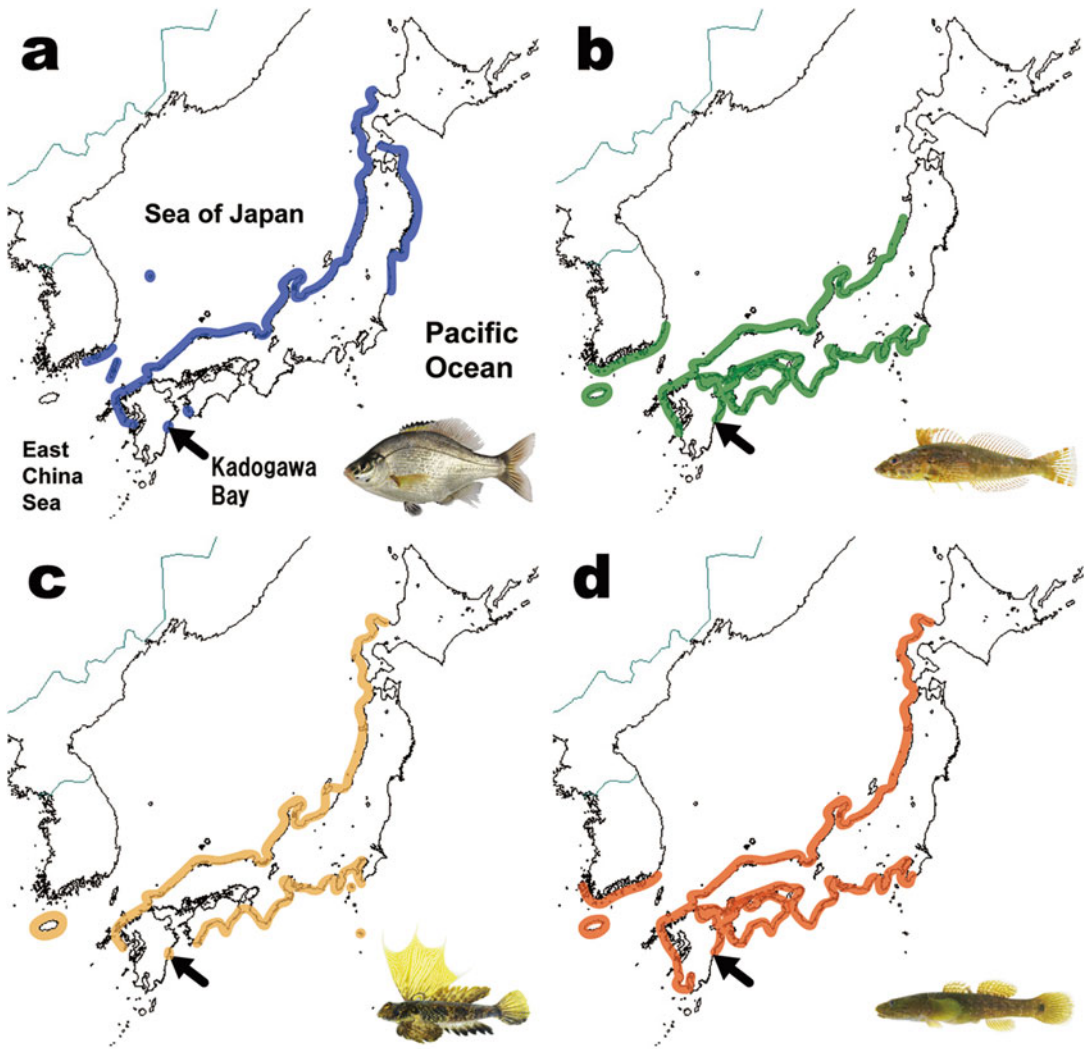 a
b
Sea of Japan
Pacific
Ocean
East
China
Sea
Kadogawa
Bay
c
d